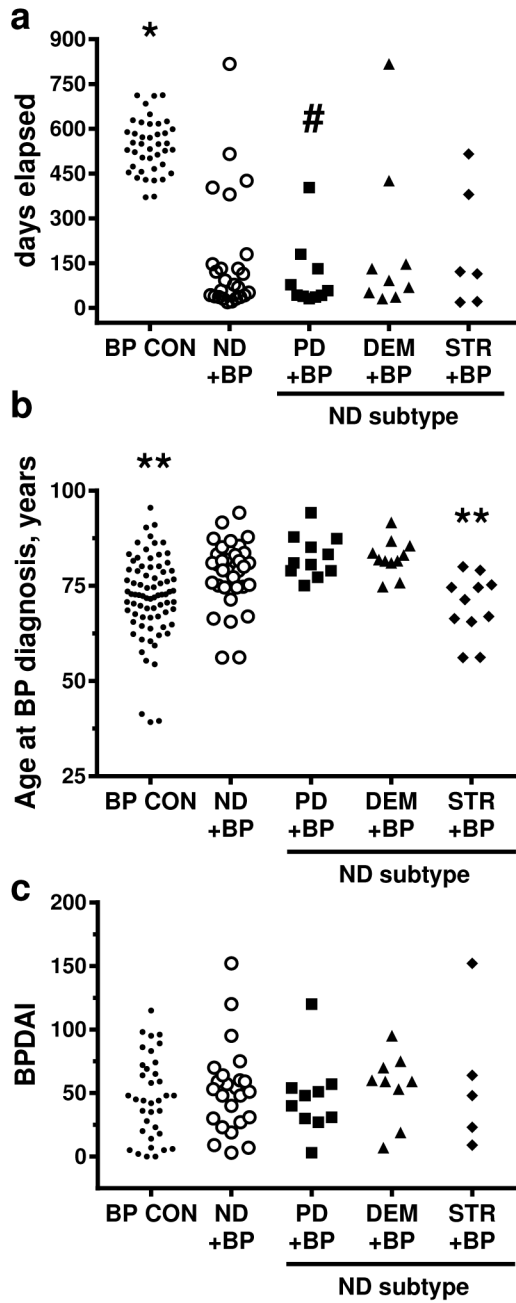 a
days elapsed
900
750
600
450
300
150
0
*
#
BP CON
ND
+BP
PD
+BP
DEM
+BP
STR
+BP
ND subtype
b
Age at BP diagnosis, years
100
75
50
25
**
**
BP CON
ND
+BP
PD
+BP
DEM
+BP
STR
+BP
ND subtype
c
BPDAI
200
150
100
50
0
BP CON
ND
+BP
PD
+BP
DEM
+BP
STR
+BP
ND subtype